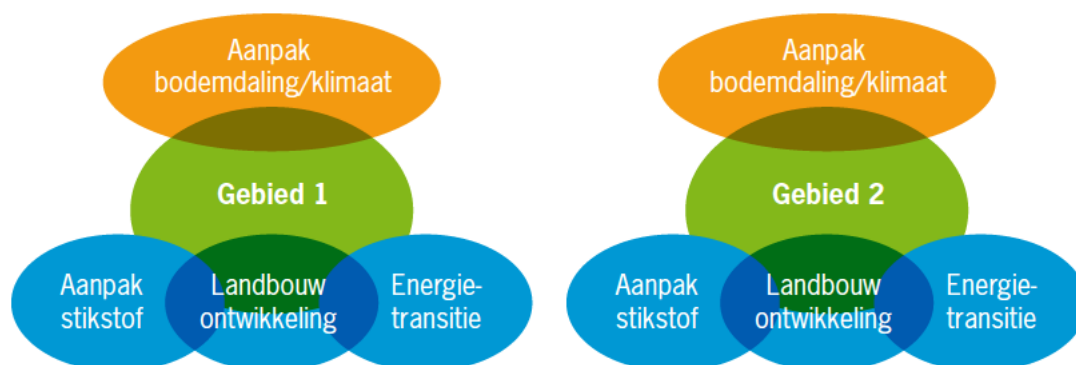 Aanpak
bodemdaling/klimaat
Gebied 1
Aanpak
stikstof
Landbouw
ontwikkeling
Energie-
transitie
Aanpak
bodemdaling/klimaat
Gebied 2
Aanpak
stikstof
Landbouw
ontwikkeling
Energie-
transitie